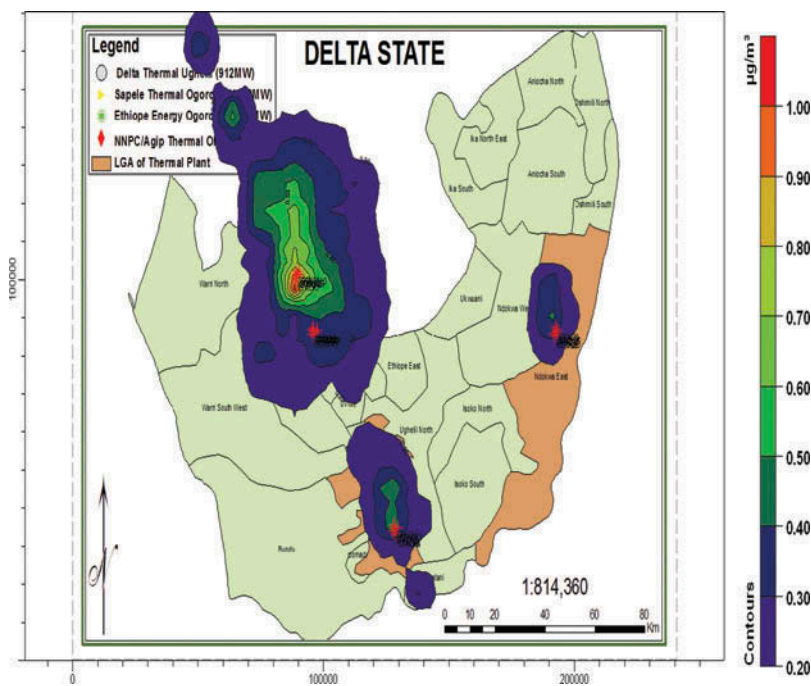 DELTA STATE
Legend
Delta Thermal Ughelli (912MW)
Sapele Thermal Ogoro
MW)
Ethiope Energy Ogoro
MW)
NNPC/Agip Thermal O
LGA of Thermal Plant
Aniocha North
Oshimili North
Ika North East
Ika South
Aniocha South
Oshimili South
Warri North
Ukwuani
Ndokwa We
Ndokwa East
Ethiope East
Warri South West
Isoko North
Ughelli North
Isoko South
1:814,360
0 10 20 40 60 80
Km
N
100000
0 100000 200000
µg/m³
1.00
0.90
0.80
0.70
0.60
0.50
0.40
0.30
0.20
Contours